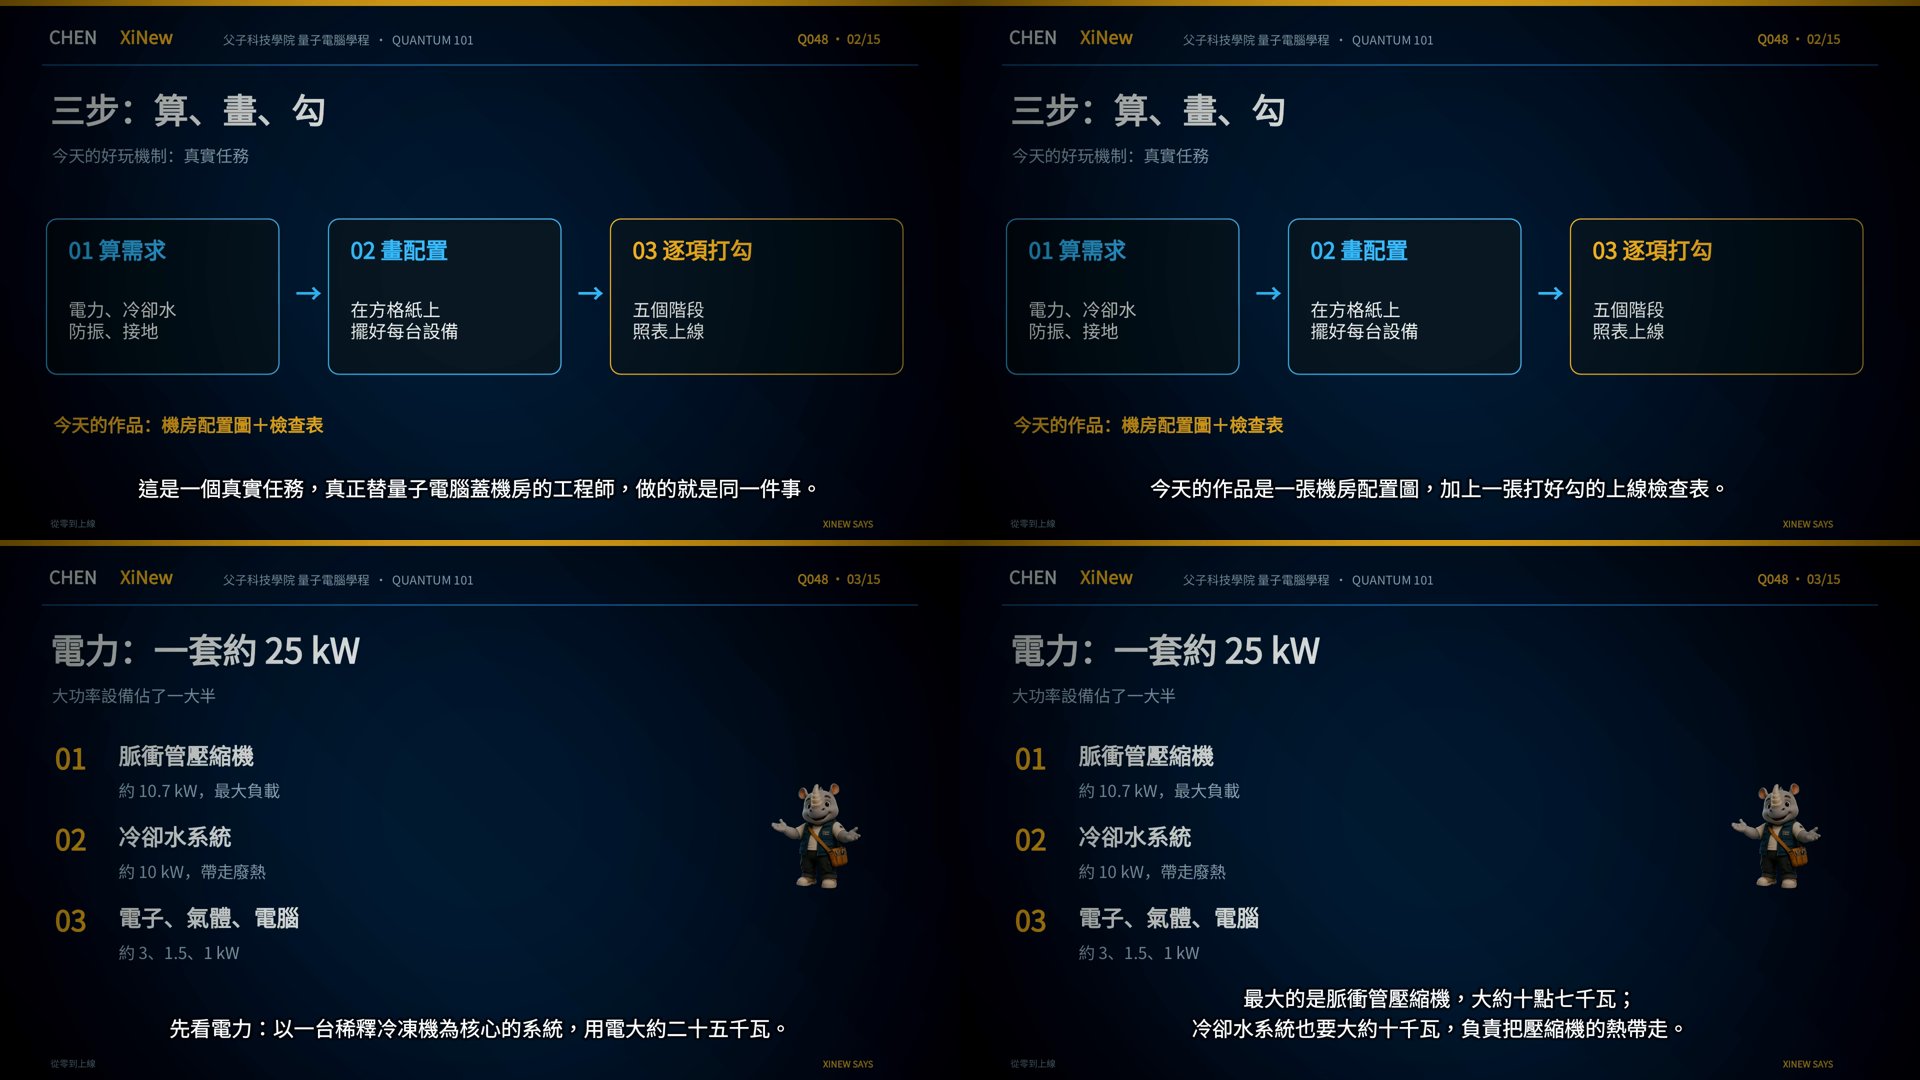 CHEN XiNew 父子科技學院 量子電腦學程 · QUANTUM 101 Q048 · 02/15
三步：算、畫、勾
今天的好玩機制：真實任務
01 算需求
電力、冷卻水
防振、接地
→
02 畫配置
在方格紙上
擺好每台設備
→
03 逐項打勾
五個階段
照表上線
今天的作品：機房配置圖＋檢查表
這是一個真實任務，真正替量子電腦蓋機房的工程師，做的就是同一件事。
從零到上線 XINEW SAYS
CHEN XiNew 父子科技學院 量子電腦學程 · QUANTUM 101 Q048 · 02/15
三步：算、畫、勾
今天的好玩機制：真實任務
01 算需求
電力、冷卻水
防振、接地
→
02 畫配置
在方格紙上
擺好每台設備
→
03 逐項打勾
五個階段
照表上線
今天的作品：機房配置圖＋檢查表
今天的作品是一張機房配置圖，加上一張打好勾的上線檢查表。
從零到上線 XINEW SAYS
CHEN XiNew 父子科技學院 量子電腦學程 · QUANTUM 101 Q048 · 03/15
電力：一套約 25 kW
大功率設備佔了一大半
01 脈衝管壓縮機
約 10.7 kW，最大負載
02 冷卻水系統
約 10 kW，帶走廢熱
03 電子、氣體、電腦
約 3、1.5、1 kW
先看電力：以一台稀釋冷凍機為核心的系統，用電大約二十五千瓦。
從零到上線 XINEW SAYS
CHEN XiNew 父子科技學院 量子電腦學程 · QUANTUM 101 Q048 · 03/15
電力：一套約 25 kW
大功率設備佔了一大半
01 脈衝管壓縮機
約 10.7 kW，最大負載
02 冷卻水系統
約 10 kW，帶走廢熱
03 電子、氣體、電腦
約 3、1.5、1 kW
最大的是脈衝管壓縮機，大約十點七千瓦；
冷卻水系統也要大約十千瓦，負責把壓縮機的熱帶走。
從零到上線 XINEW SAYS